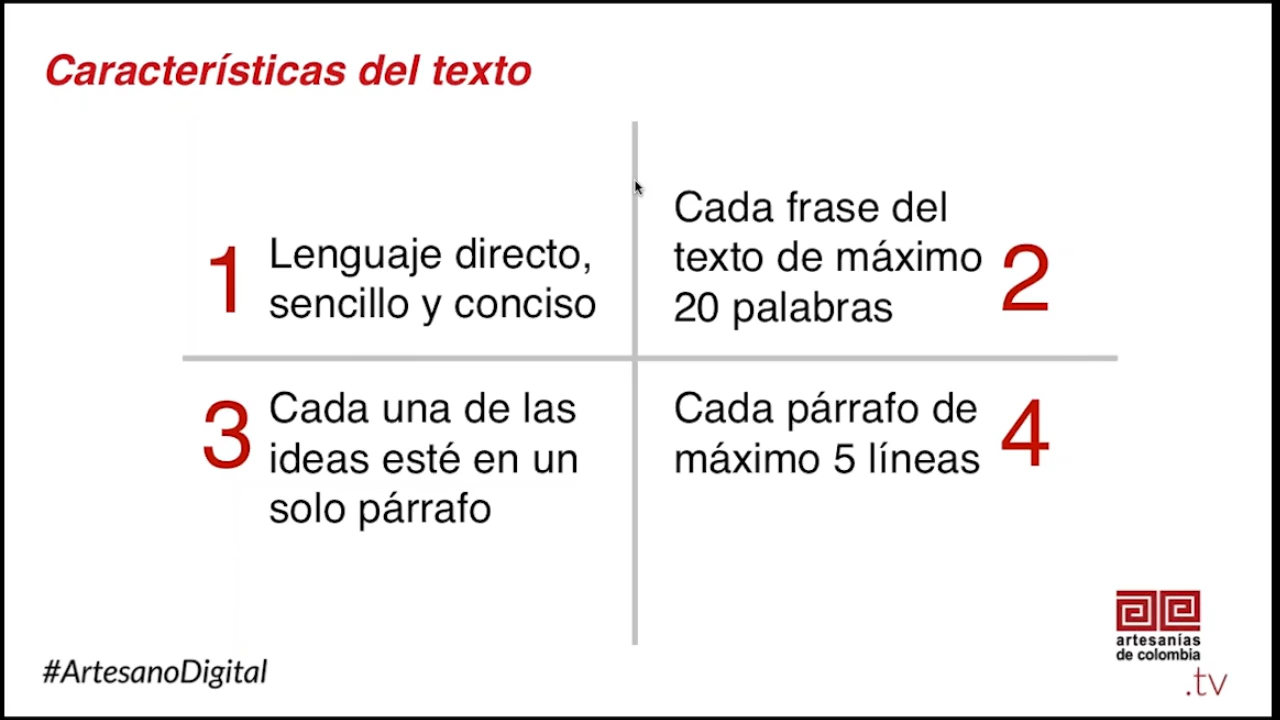 Características del texto
1
Lenguaje directo,
sencillo y conciso
Cada frase del
texto de máximo
20 palabras
2
3
Cada una de las
ideas esté en un
solo párrafo
Cada párrafo de
máximo 5 líneas
4
#ArtesanoDigital
artesanías
de colombia
.tv